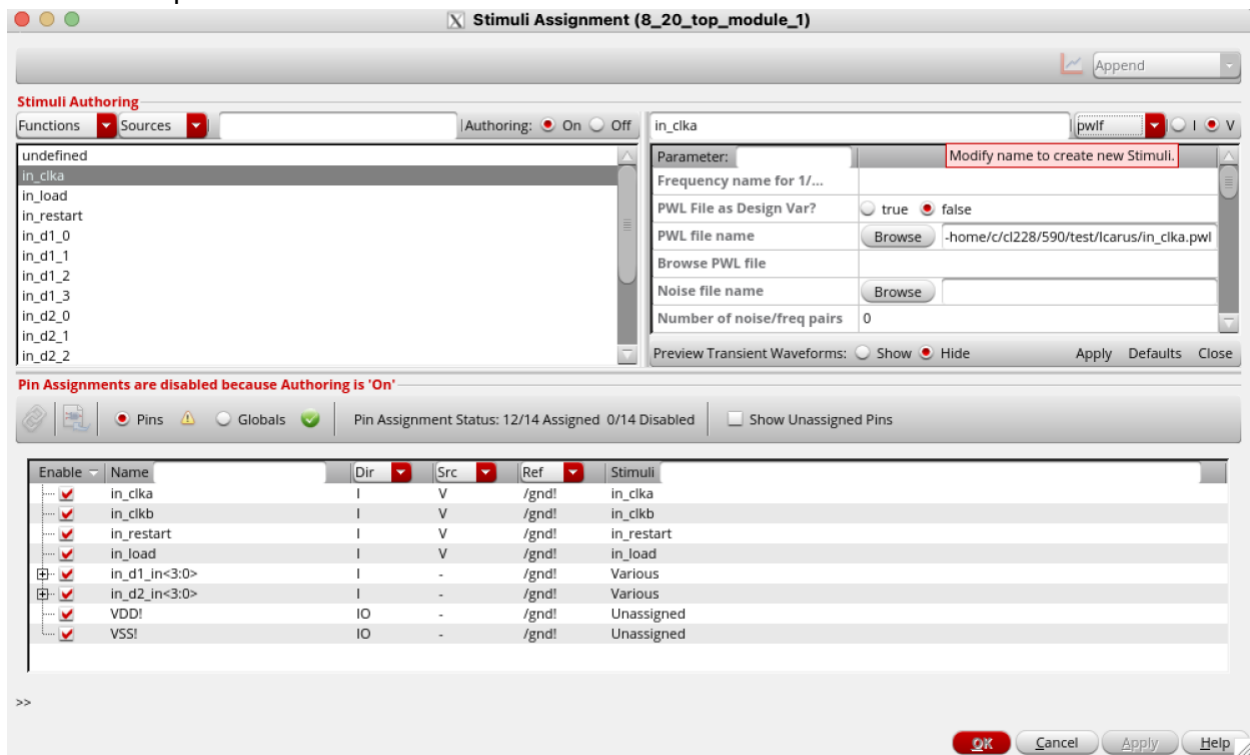 Stimuli Assignment (8_20_top_module_1)
Append
Stimuli Authoring
Functions Sources Authoring: On Off in_clka pwlf I V
undefined
in_clka
in_load
in_restart
in_d1_0
in_d1_1
in_d1_2
in_d1_3
in_d2_0
in_d2_1
in_d2_2
Parameter: Modify name to create new Stimuli.
Frequency name for 1/...
PWL File as Design Var? true false
PWL file name Browse -home/c/cl228/590/test/Icarus/in_clka.pwl
Browse PWL file
Noise file name Browse
Number of noise/freq pairs 0
Preview Transient Waveforms: Show Hide Apply Defaults Close
Pin Assignments are disabled because Authoring is 'On'
Pins Globals Pin Assignment Status: 12/14 Assigned 0/14 Disabled Show Unassigned Pins
Enable Name Dir Src Ref Stimuli
in_clka I V /gnd! in_clka
in_clkb I V /gnd! in_clkb
in_restart I V /gnd! in_restart
in_load I V /gnd! in_load
in_d1_in<3:0> I - /gnd! Various
in_d2_in<3:0> I - /gnd! Various
VDD! IO - /gnd! Unassigned
VSS! IO - /gnd! Unassigned
>>
OK Cancel Apply Help